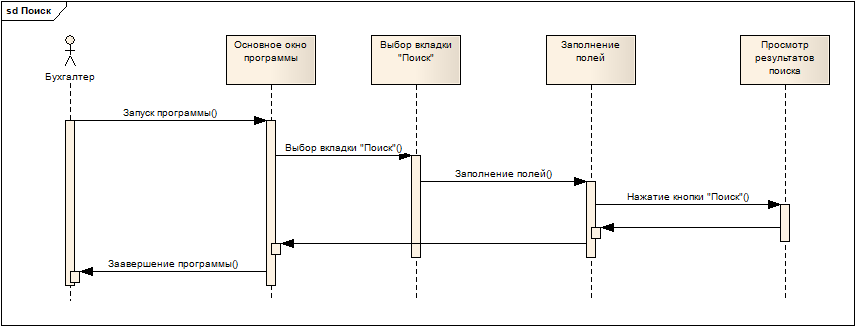 sd Поиск
Бухгалтер
Основное окно
программы
Выбор вкладки
"Поиск"
Заполнение
полей
Просмотр
результатов
поиска
Запуск программы()
Выбор вкладки "Поиск"()
Заполнение полей()
Нажатие кнопки "Поиск"()
Заавершение программы()